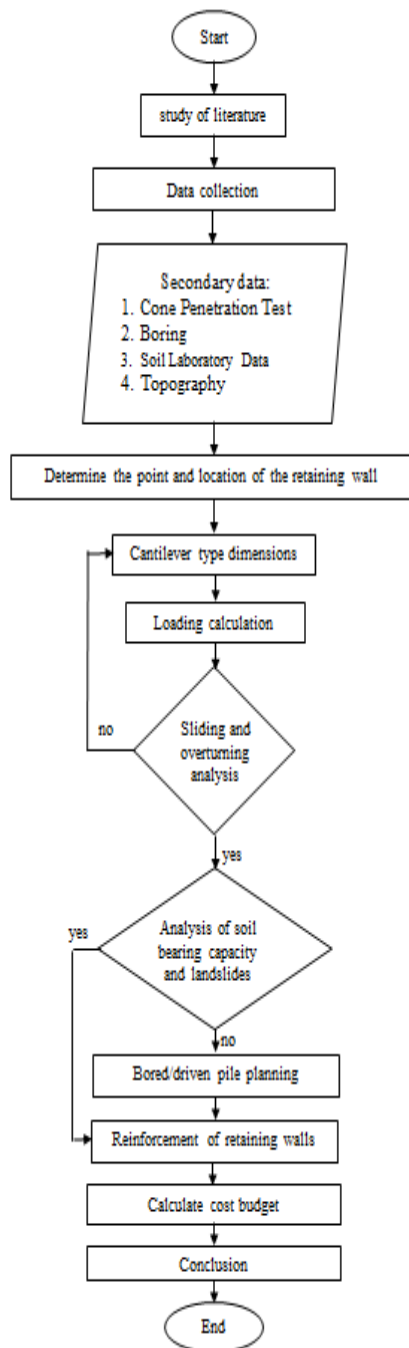 Start
study of literature
Data collection
Secondary data:
1. Cone Penetration Test
2. Boring
3. Soil Laboratory Data
4. Topography
Determine the point and location of the retaining wall
Cantilever type dimensions
Loading calculation
no
Sliding and
overturning
analysis
yes
yes
Analysis of soil
bearing capacity
and landslides
no
Bored/driven pile planning
Reinforcement of retaining walls
Calculate cost budget
Conclusion
End